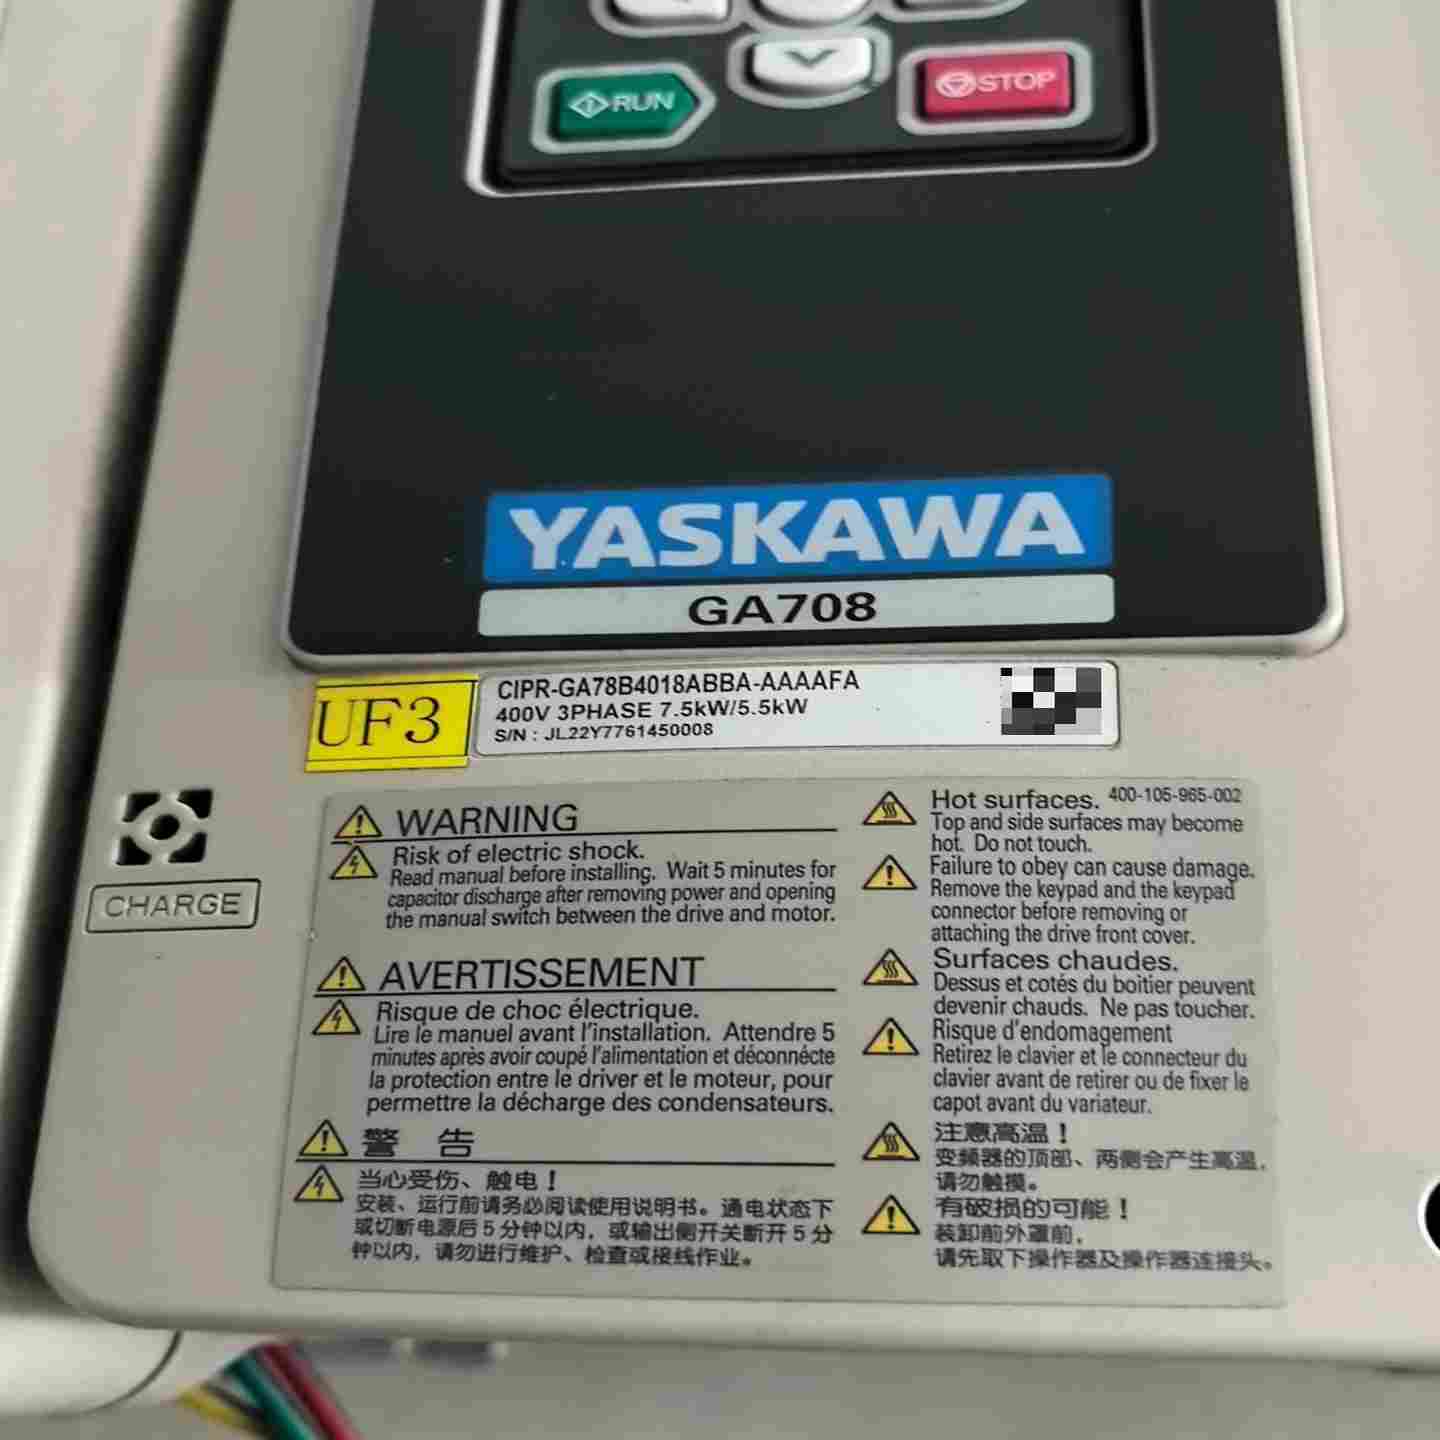 RUN
STOP
YASKAWA
GA708
UF3
CIPR-GA78B4018ABBA-AAAAFA
400V 3PHASE 7.5kW/5.5kW
S/N : JL22Y7761450008
CHARGE
WARNING
Risk of electric shock.
Read manual before installing. Wait 5 minutes for
capacitor discharge after removing power and opening
the manual switch between the drive and motor.
AVERTISSEMENT
Risque de choc électrique.
Lire le manuel avant l'installation. Attendre 5
minutes après avoir coupé l'alimentation et déconnécte
la protection entre le driver et le moteur, pour
permettre la décharge des condensateurs.
警 告
当心受伤、触电！
安装、运行前请务必阅读使用说明书。通电状态下
或切断电源后5分钟以内，或输出侧开关断开5分
钟以内，请勿进行维护、检查或接线作业。
Hot surfaces. 400-105-965-002
Top and side surfaces may become
hot. Do not touch.
Failure to obey can cause damage.
Remove the keypad and the keypad
connector before removing or
attaching the drive front cover.
Surfaces chaudes.
Dessus et cotés du boitier peuvent
devenir chauds. Ne pas toucher.
Risque d'endomagement
Retirez le clavier et le connecteur du
clavier avant de retirer ou de fixer le
capot avant du variateur.
注意高温！
变频器的顶部、两侧会产生高温，
请勿触摸。
有破损的可能！
装卸前外罩前，
请先取下操作器及操作器连接头。